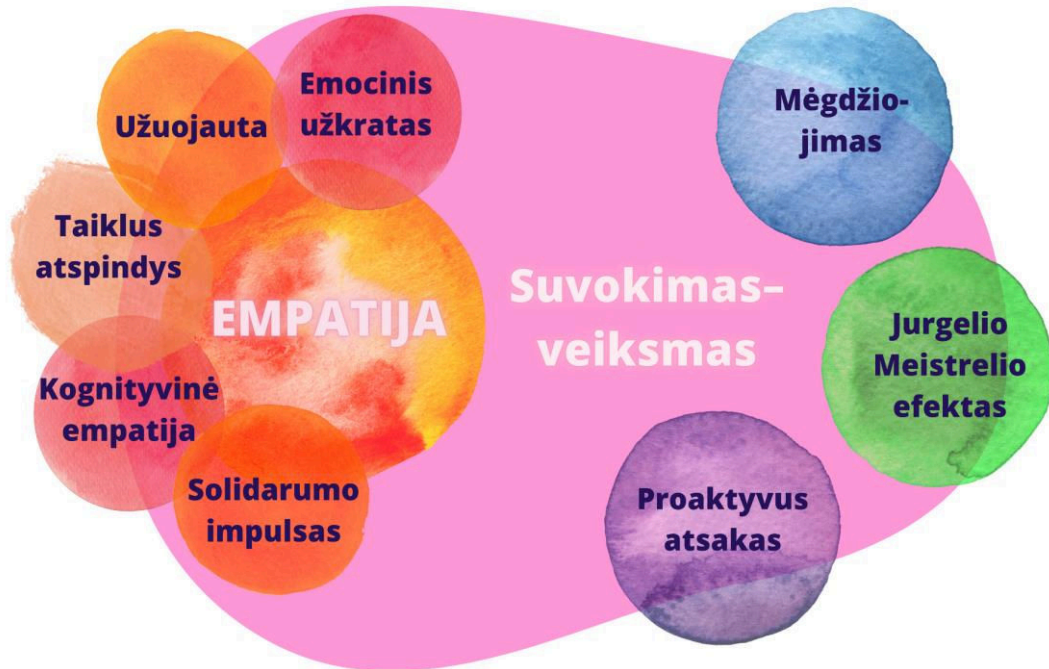 Užuojauta
Emocinis
užkratas
Taiklus
atspindys
EMPATIJA
Kognityvinė
empatija
Solidarumo
impulsas
Suvokimas–
veiksmas
Mėgdžio-
jimas
Jurgelio
Meistrelio
efektas
Proaktyvus
atsakas